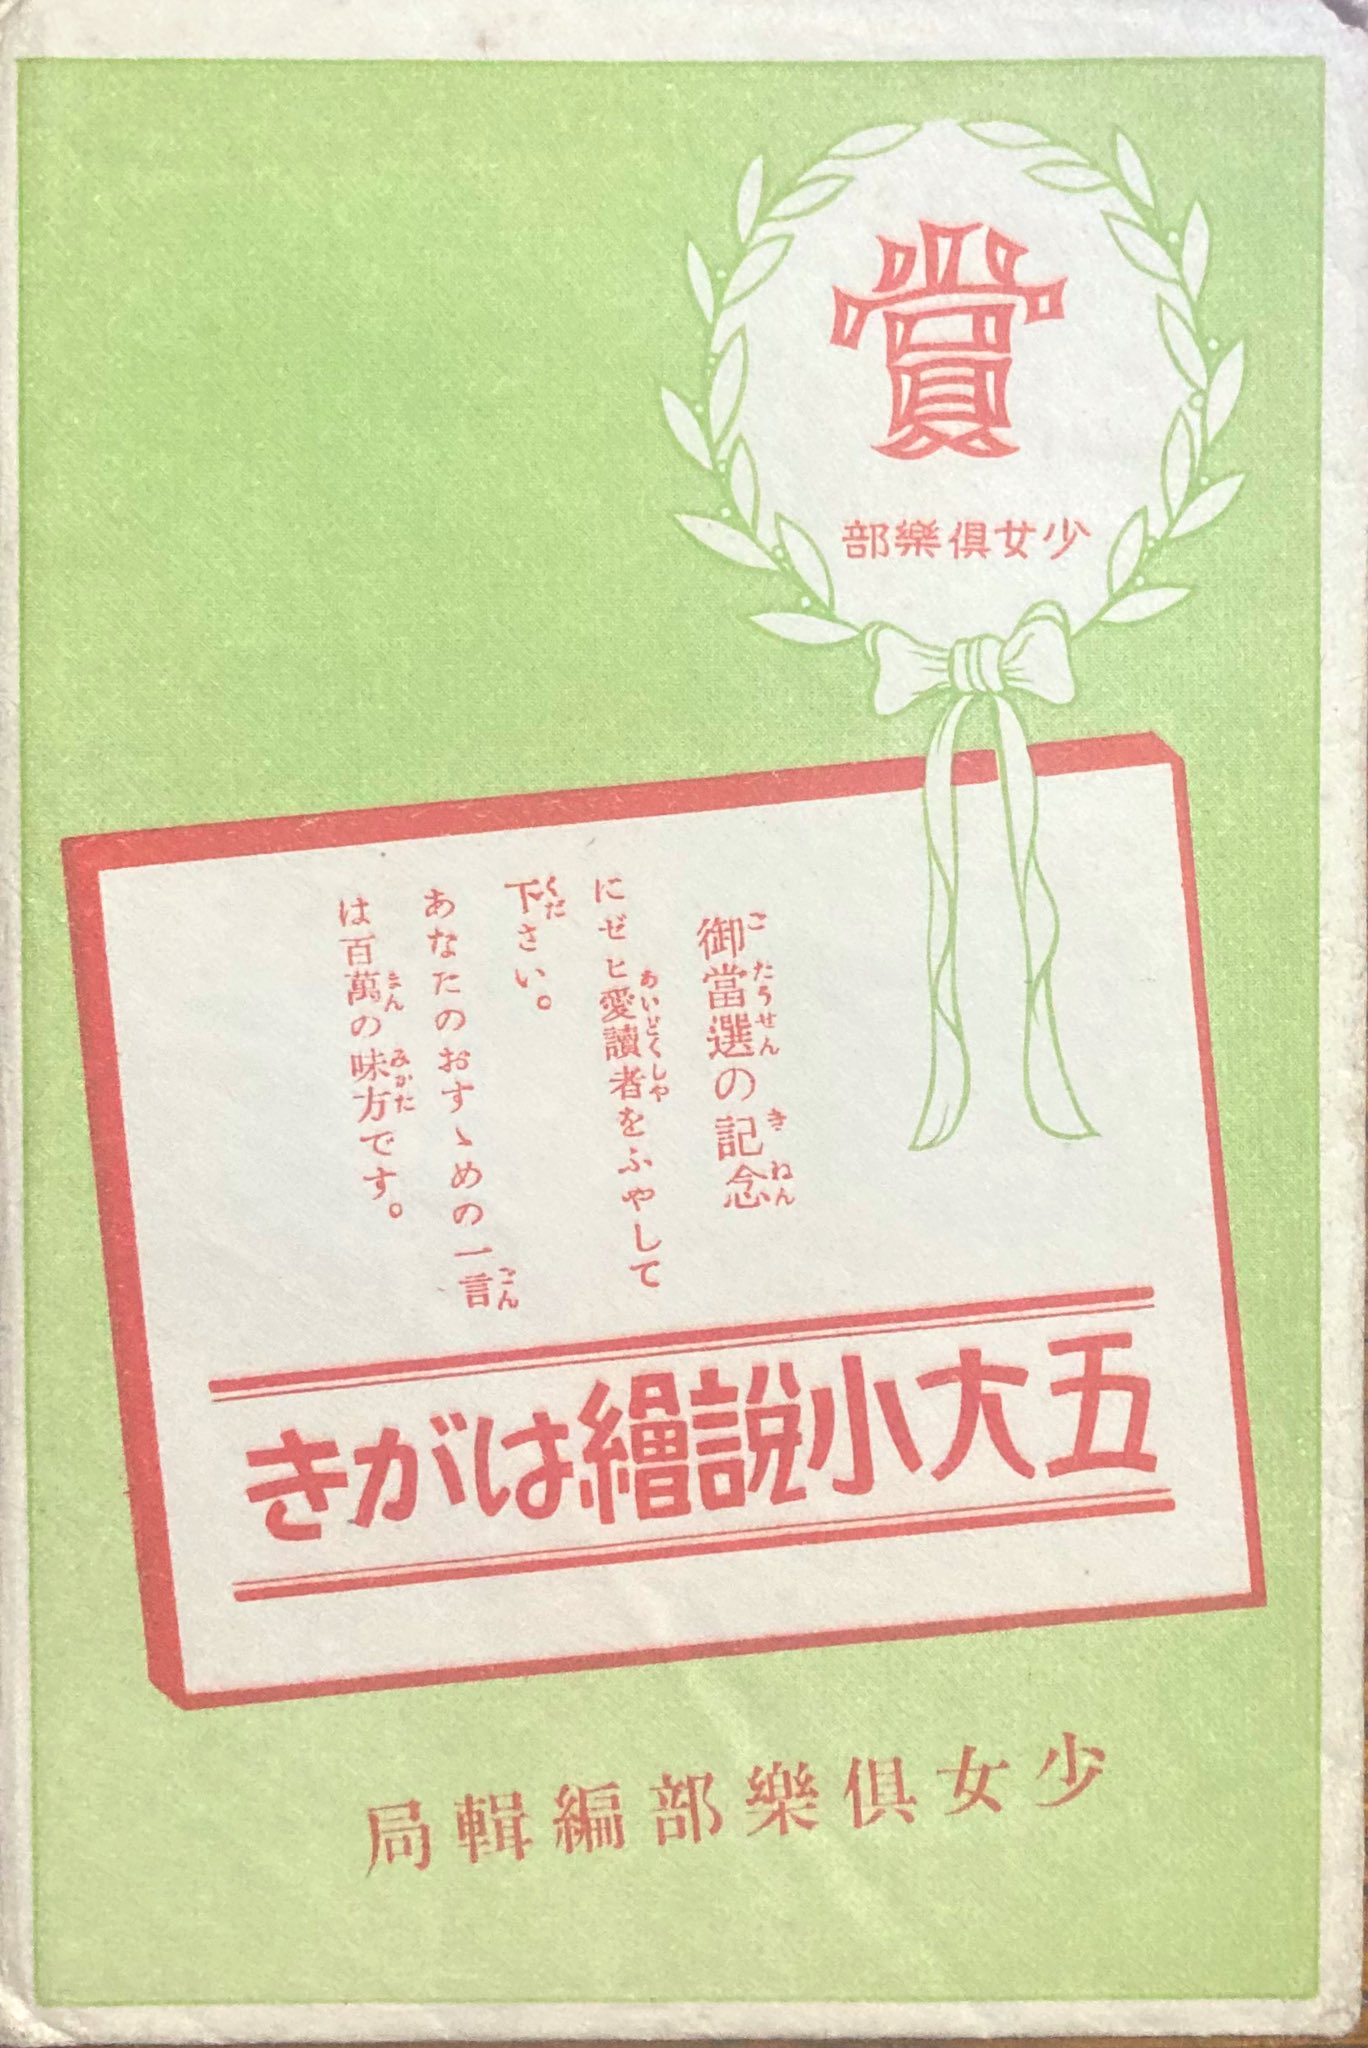 賞
少女倶樂部
御當選の記念
にゼヒ愛讀者をふやして
下さい。
あなたのおすゝめの一言
は百萬の味方です。
五大小説繪はがき
少女倶樂部編輯局